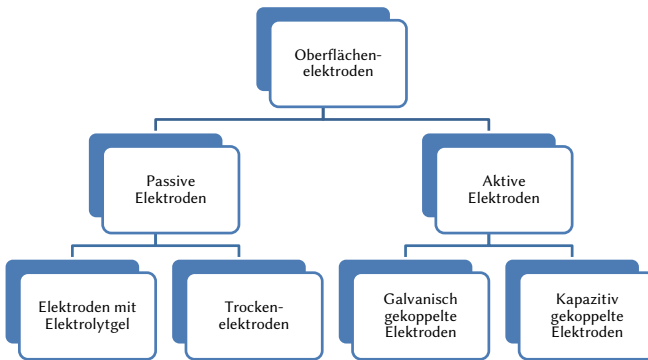 Oberflächen-
elektroden
Passive
Elektroden
Aktive
Elektroden
Elektroden mit
Elektrolytgel
Trocken-
elektroden
Galvanisch
gekoppelte
Elektroden
Kapazitiv
gekoppelte
Elektroden